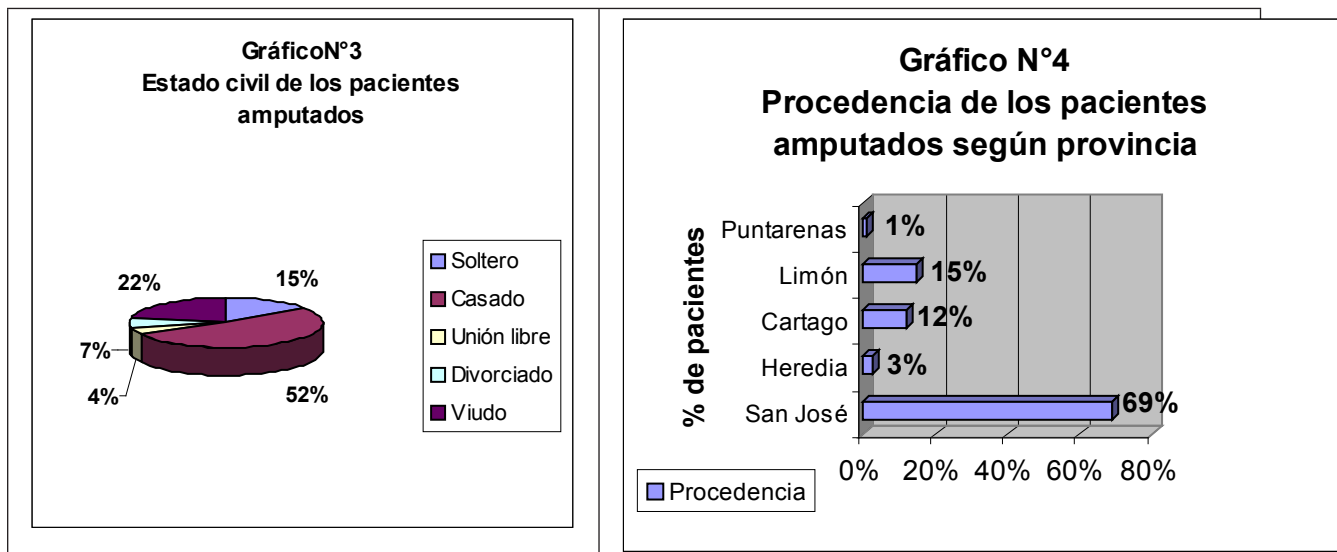 GráficoN°3
Estado civil de los pacientes
amputados
22%
15%
7%
4%
52%
Soltero
Casado
Unión libre
Divorciado
Viudo
Gráfico N°4
Procedencia de los pacientes
amputados según provincia
% de pacientes
Puntarenas 1%
Limón 15%
Cartago 12%
Heredia 3%
San José 69%
0% 20% 40% 60% 80%
Procedencia